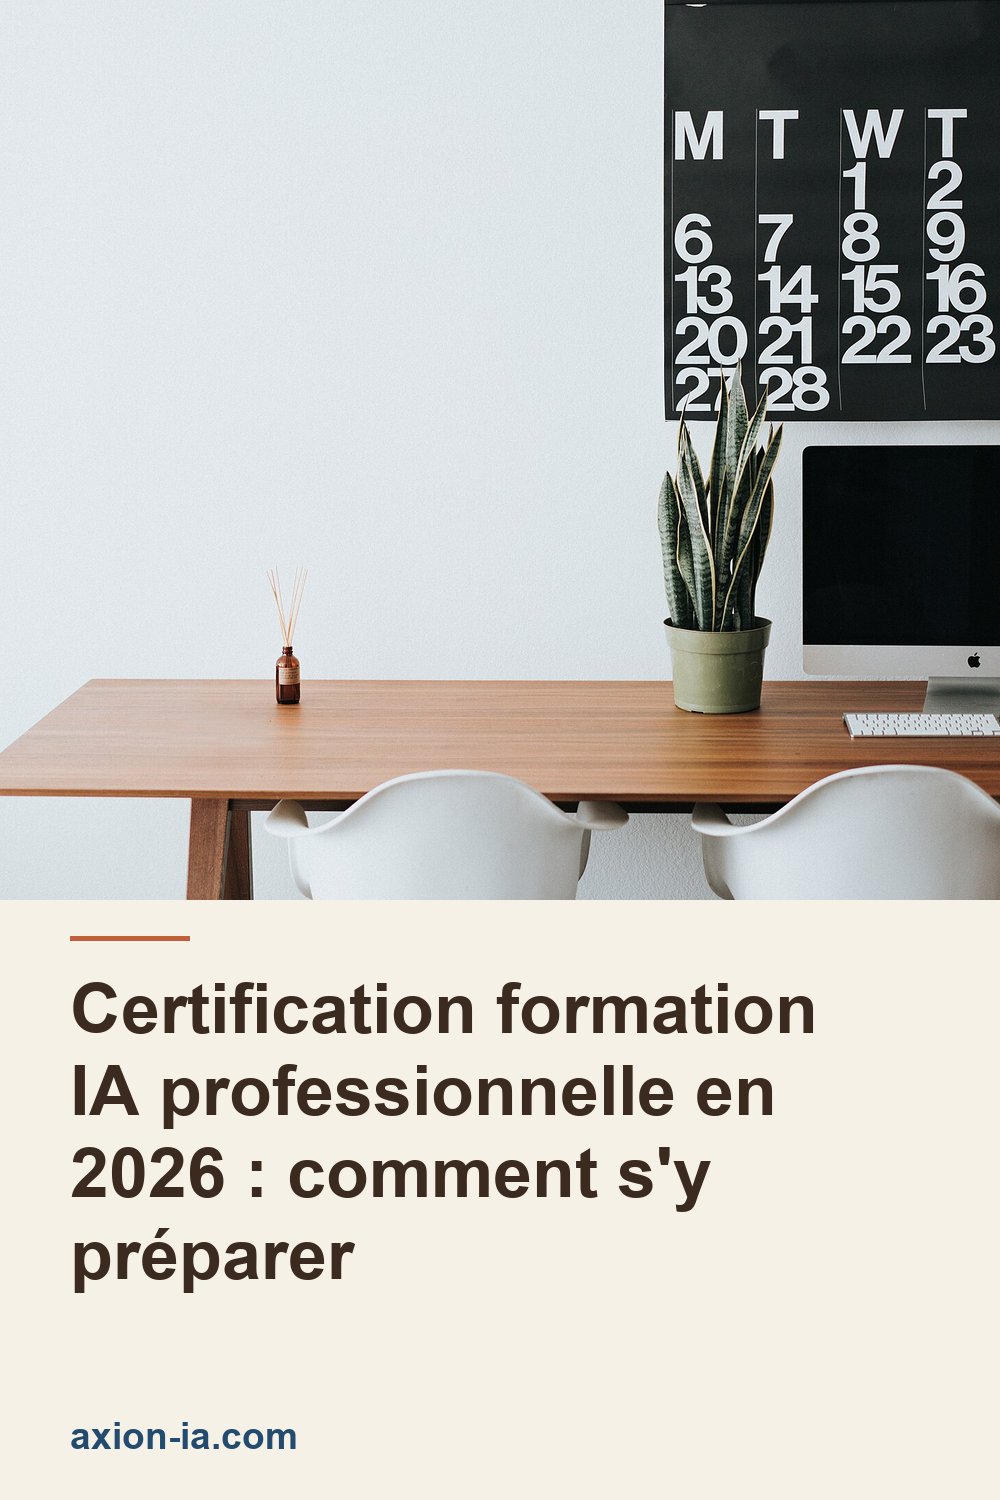 M T W T
1 2
6 7 8 9
13 14 15 16
20 21 22 23
27 28
Certification formation
IA professionnelle en
2026 : comment s'y
préparer
axion-ia.com